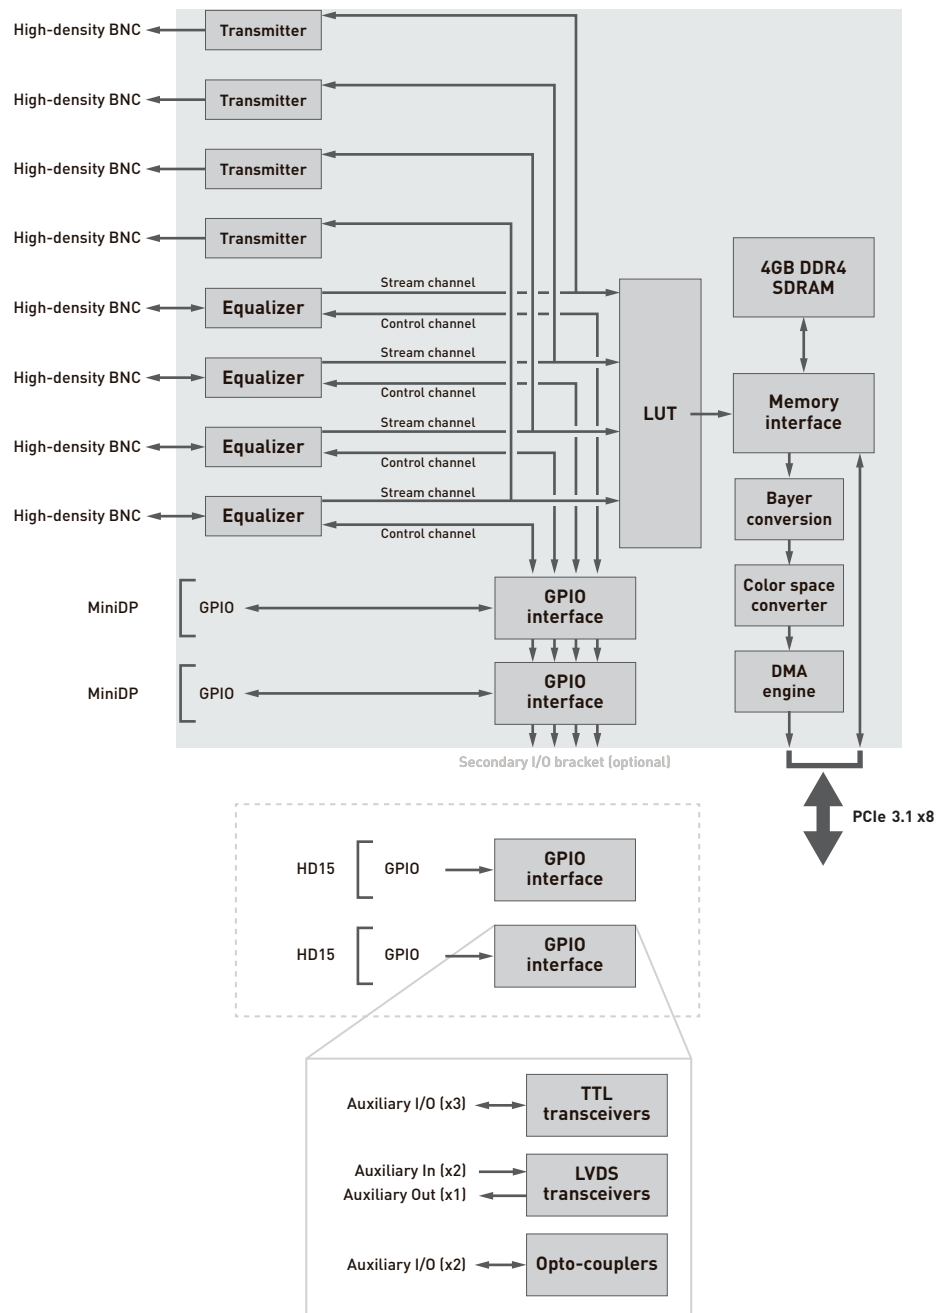 High-density BNC
Transmitter
High-density BNC
Transmitter
High-density BNC
Transmitter
High-density BNC
Transmitter
High-density BNC
Equalizer
Stream channel
Control channel
High-density BNC
Equalizer
Stream channel
Control channel
High-density BNC
Equalizer
Stream channel
Control channel
High-density BNC
Equalizer
Stream channel
Control channel
LUT
4GB DDR4
SDRAM
Memory
interface
Bayer
conversion
Color space
converter
DMA
engine
MiniDP
GPIO
GPIO
interface
MiniDP
GPIO
GPIO
interface
Secondary I/O bracket (optional)
PCIe 3.1 x8
HD15
GPIO
GPIO
interface
HD15
GPIO
GPIO
interface
Auxiliary I/O (x3)
TTL
transceivers
Auxiliary In (x2)
Auxiliary Out (x1)
LVDS
transceivers
Auxiliary I/O (x2)
Opto-couplers